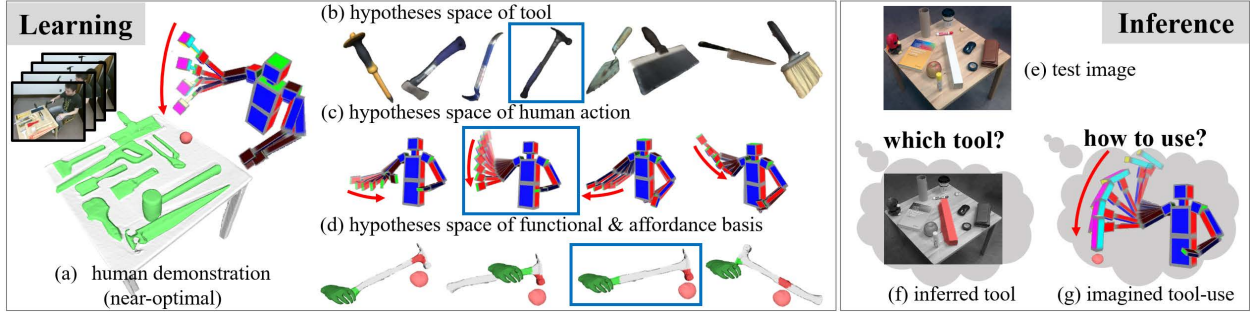 Learning
(b) hypotheses space of tool
(c) hypotheses space of human action
(d) hypotheses space of functional & affordance basis
(a) human demonstration
(near-optimal)
Inference
(e) test image
which tool?
how to use?
(f) inferred tool
(g) imagined tool-use